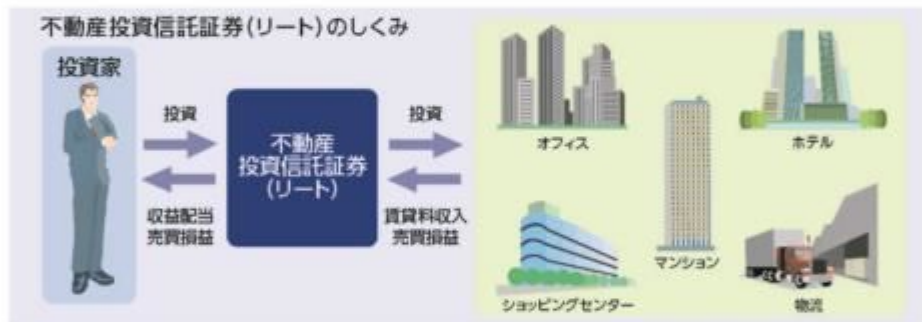 不動産投資信託証券(リート)のしくみ
投資家
投資
収益配当
売買損益
不動産
投資信託証券
(リート)
投資
賃貸料収入
売買損益
オフィス
ホテル
マンション
ショッピングセンター
物流